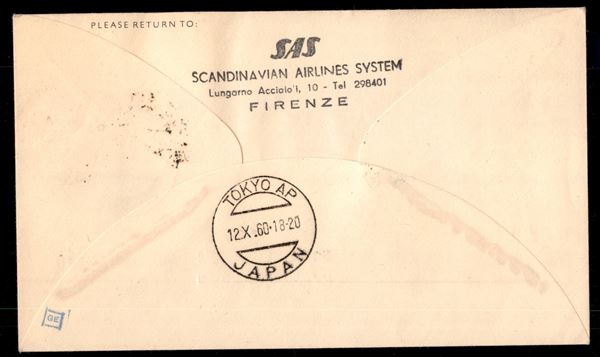 PLEASE RETURN TO:
SAS
SCANDINAVIAN AIRLINES SYSTEM
Lungarno Acciaio'i, 10 - Tel 298401
FIRENZE
TOKYO AP
12.X.60.18-20
JAPAN
GE